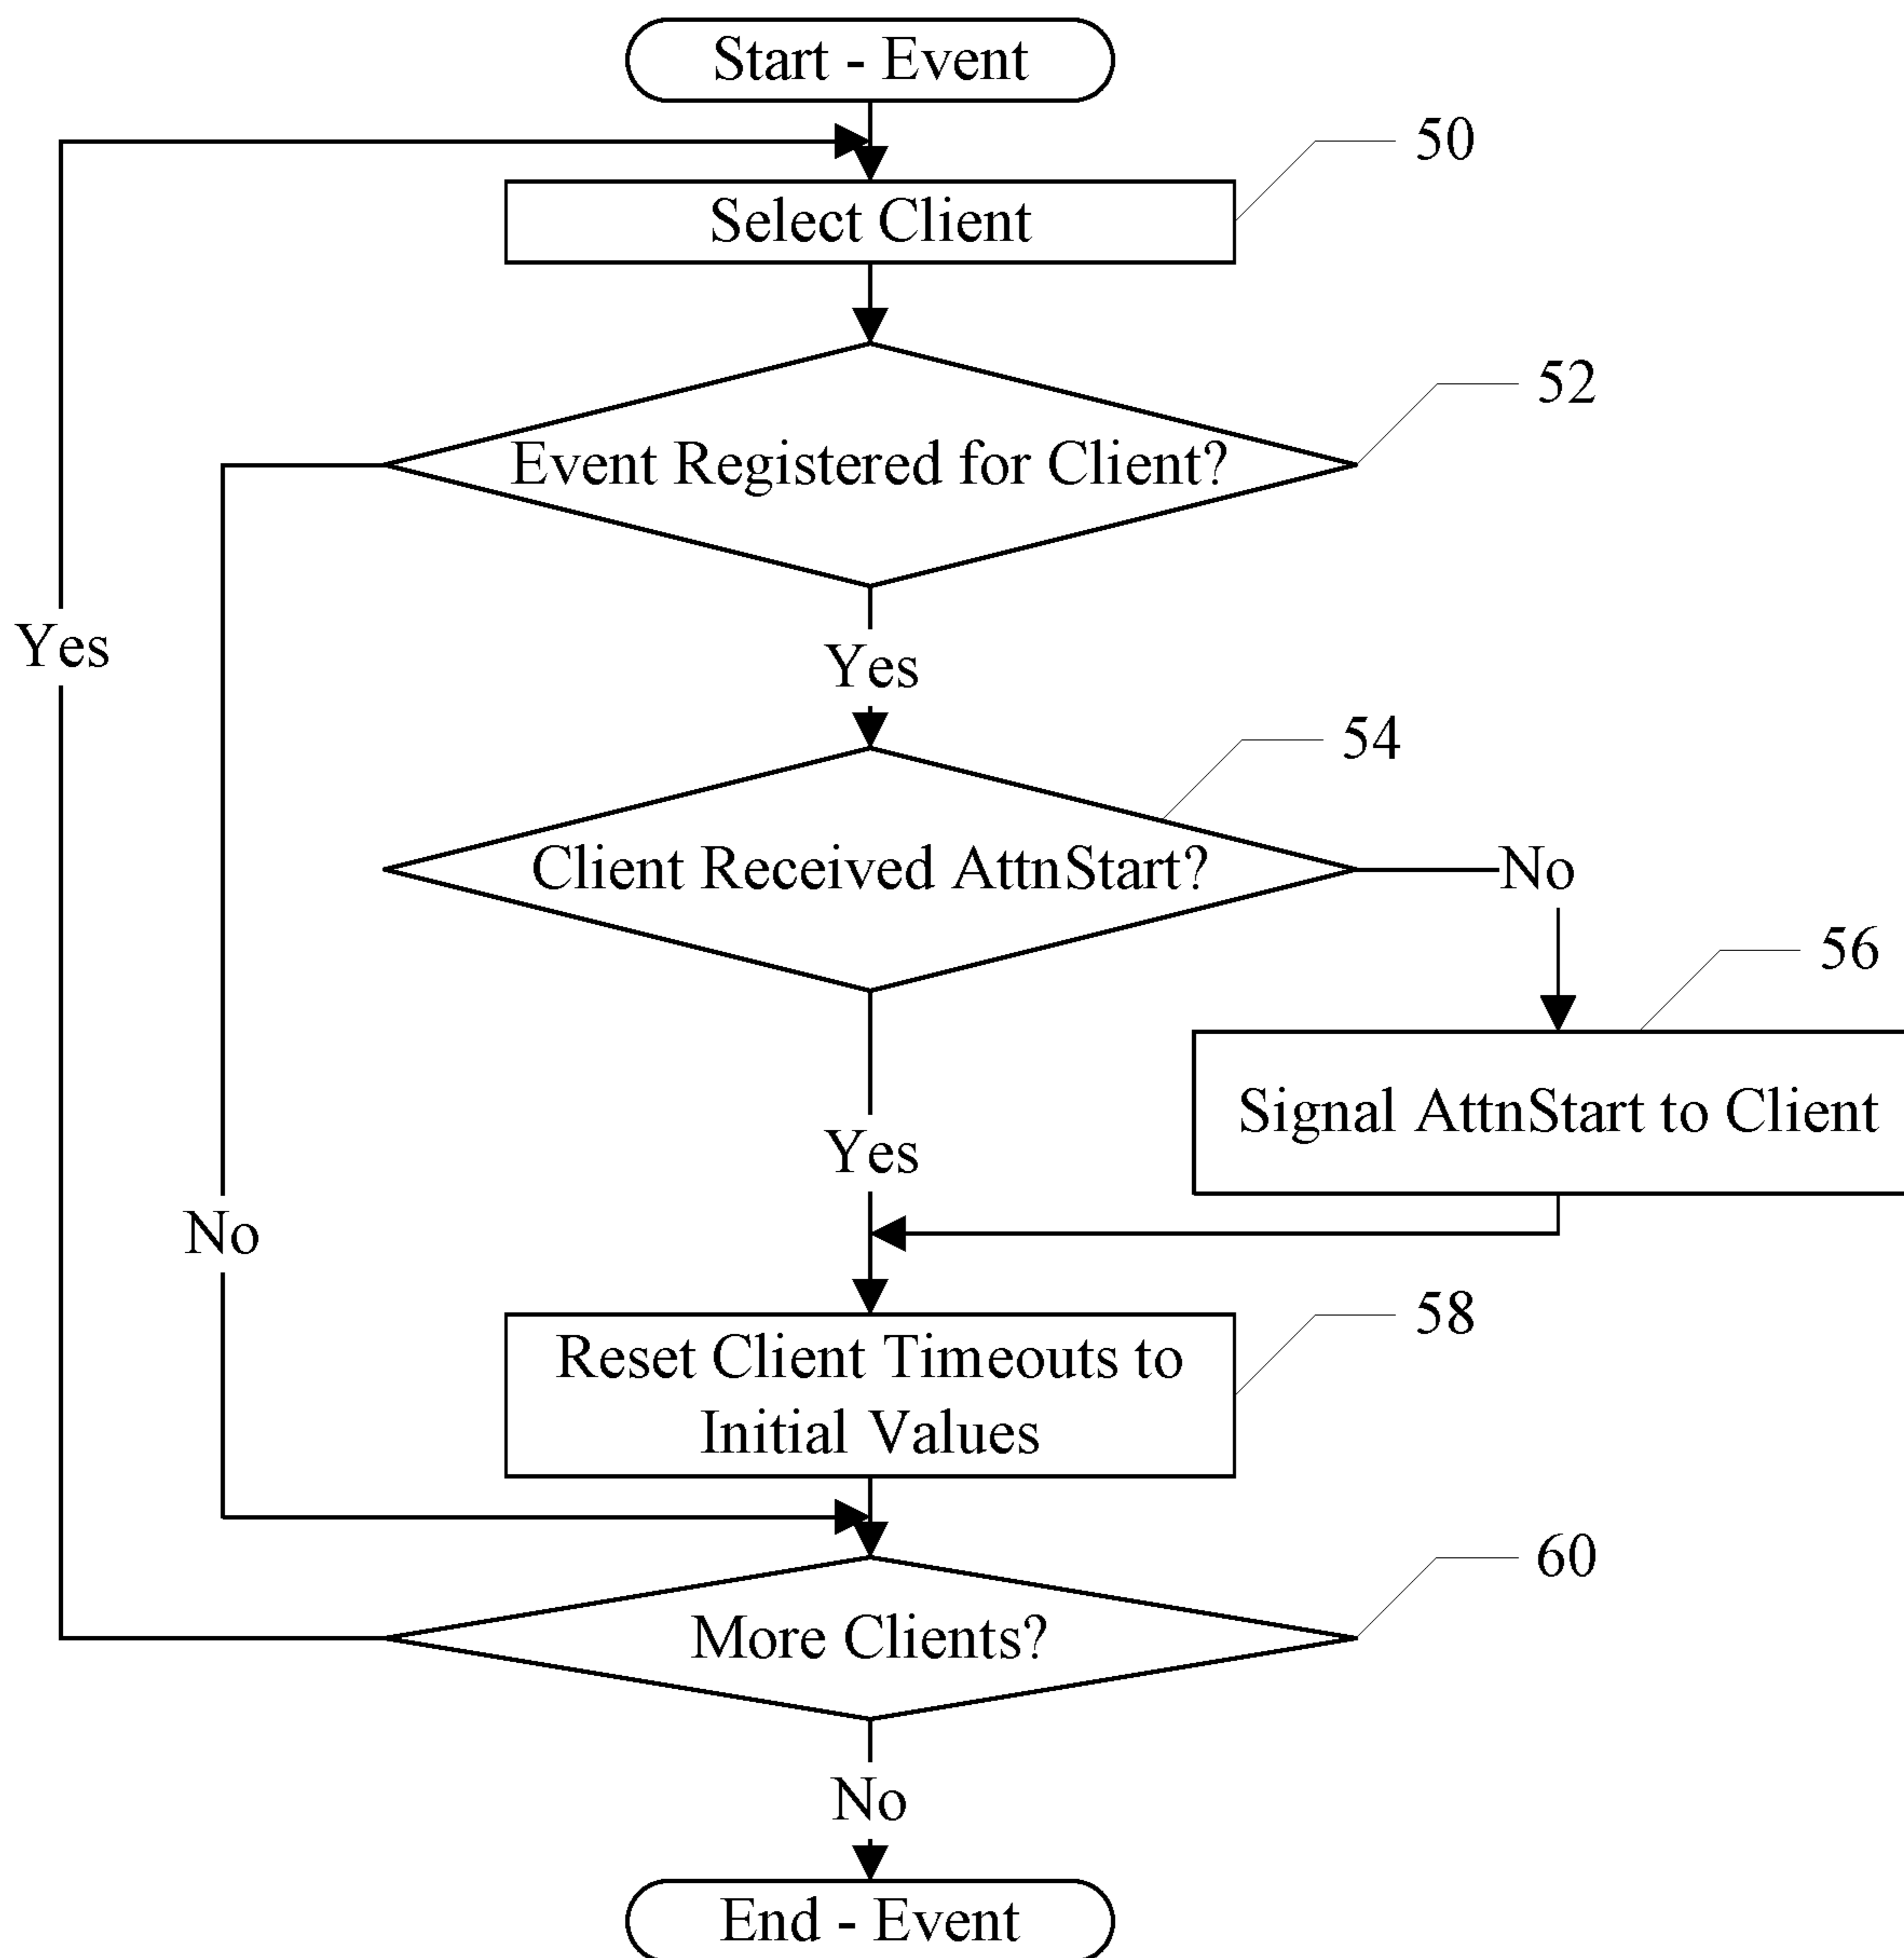 Start - Event
50
Select Client
52
Event Registered for Client?
Yes
Yes
54
Client Received AttnStart?
No
56
Signal AttnStart to Client
Yes
No
58
Reset Client Timeouts to
Initial Values
60
More Clients?
No
End - Event